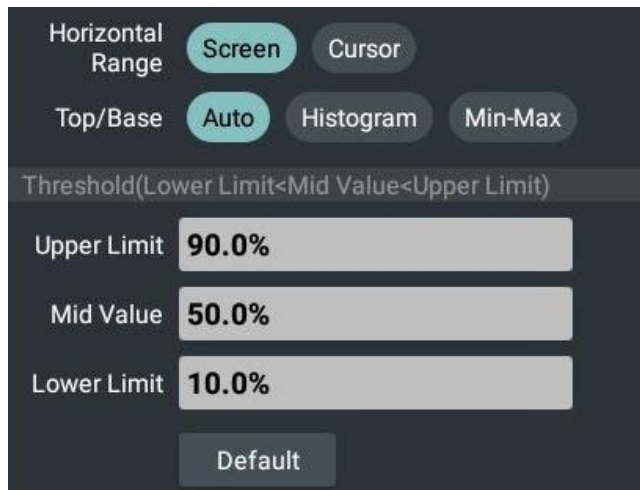 Horizontal
Range
Screen
Cursor
Top/Base
Auto
Histogram
Min-Max
Threshold(Lower Limit<Mid Value<Upper Limit)
Upper Limit
90.0%
Mid Value
50.0%
Lower Limit
10.0%
Default